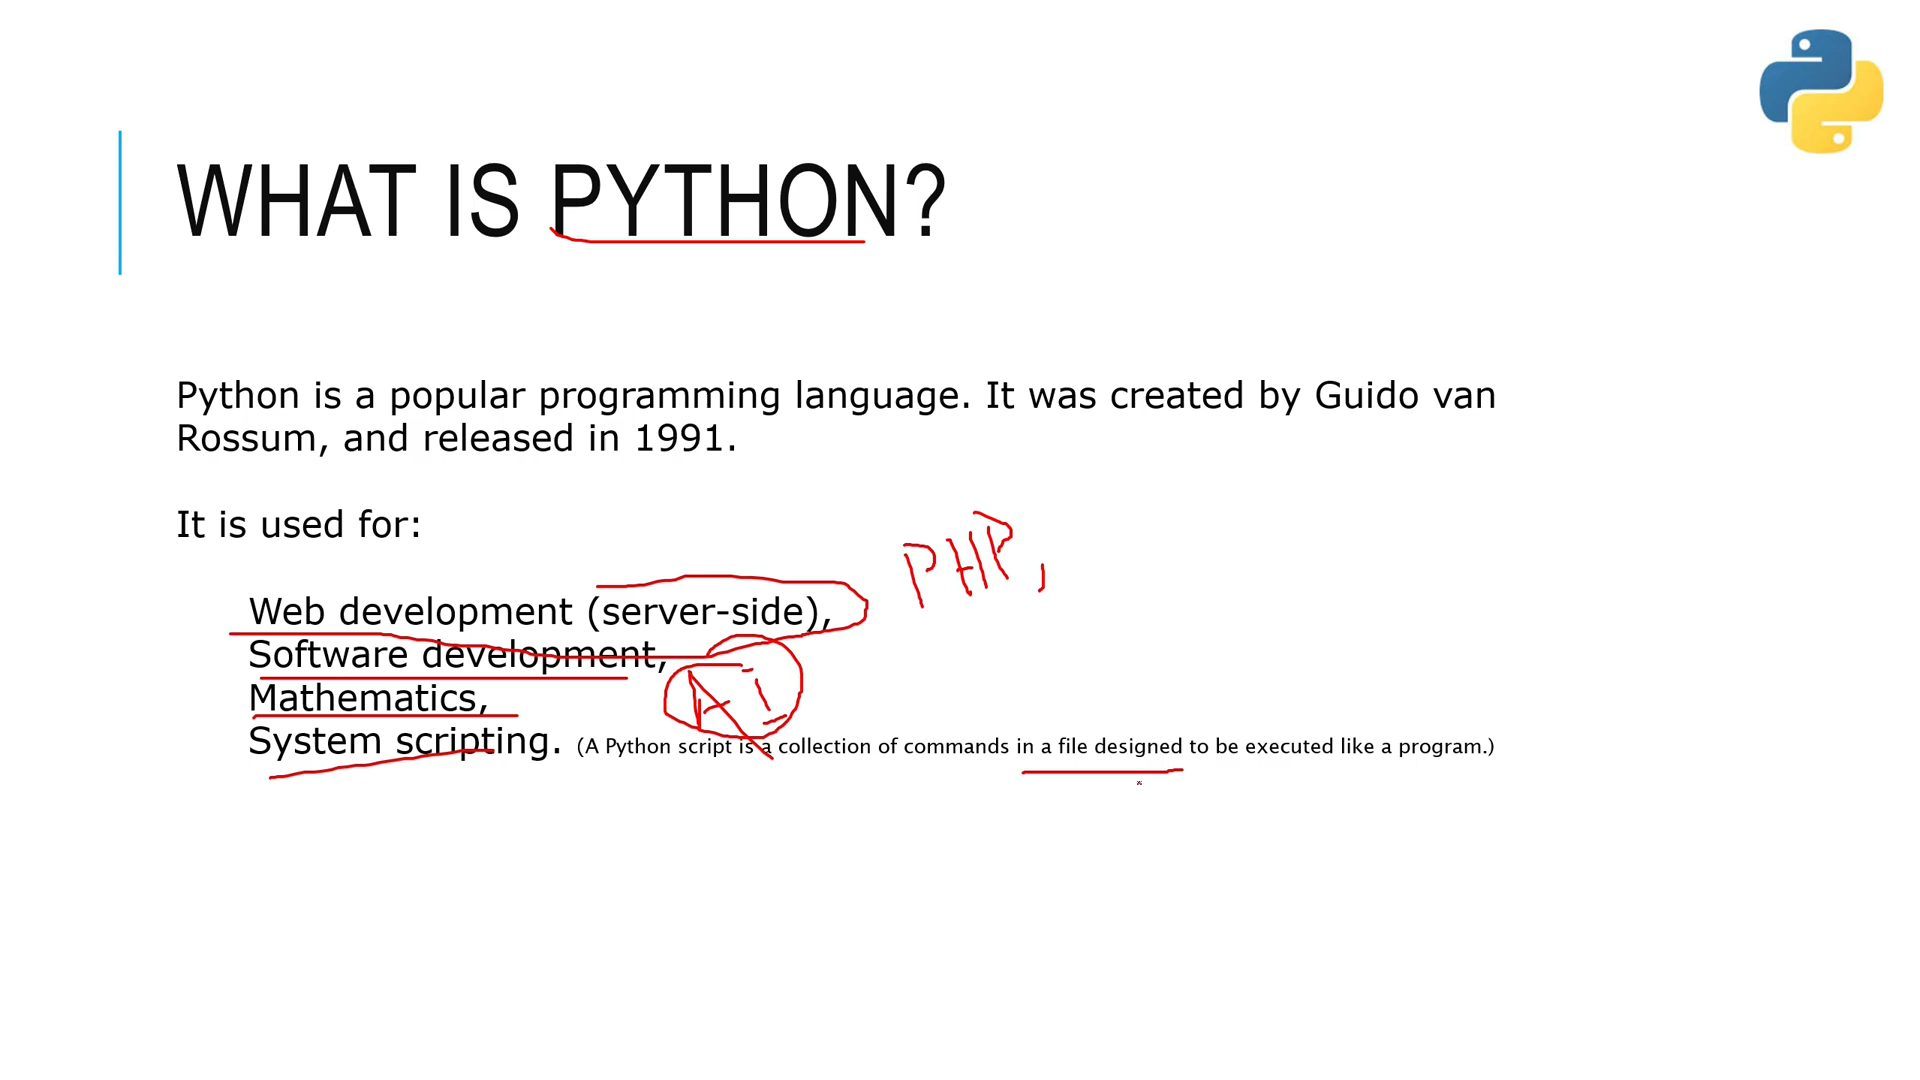 WHAT IS PYTHON?
Python is a popular programming language. It was created by Guido van
Rossum, and released in 1991.
It is used for:
PHP,
Web development (server-side),
Software development,
AI
Mathematics,
System scripting. (A Python script is a collection of commands in a file designed to be executed like a program.)